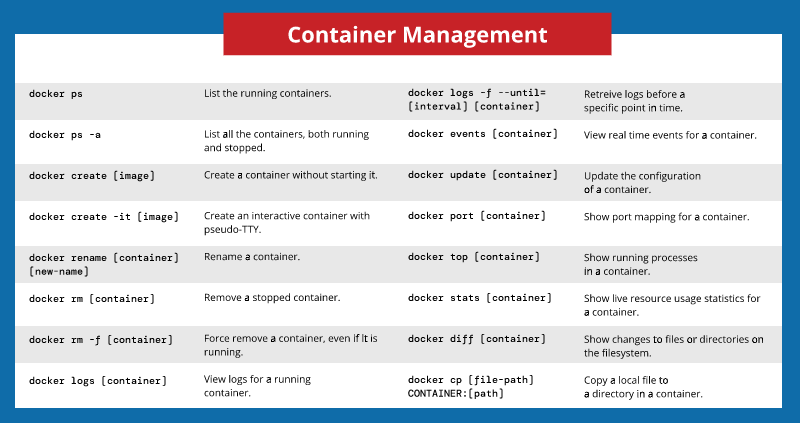 Container Management
docker ps
List the running containers.
docker ps -a
List all the containers, both running
and stopped.
docker create [image]
Create a container without starting it.
docker create -it [image]
Create an interactive container with
pseudo-TTY.
docker rename [container]
[new-name]
Rename a container.
docker rm [container]
Remove a stopped container.
docker rm -f [container]
Force remove a container, even if it is
running.
docker logs [container]
View logs for a running
container.
docker logs -f --until=
[interval] [container]
Retreive logs before a
specific point in time.
docker events [container]
View real time events for a container.
docker update [container]
Update the configuration
of a container.
docker port [container]
Show port mapping for a container.
docker top [container]
Show running processes
in a container.
docker stats [container]
Show live resource usage statistics for
a container.
docker diff [container]
Show changes to files or directories on
the filesystem.
docker cp [file-path]
CONTAINER:[path]
Copy a local file to
a directory in a container.